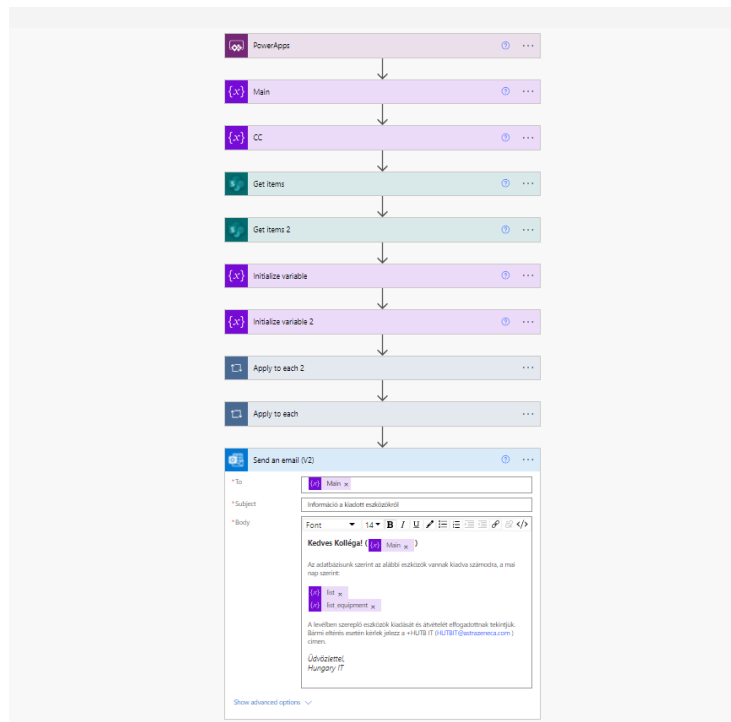 PowerApps
{x} Main
{x} CC
Get items
Get items 2
{x} Initialize variable
{x} Initialize variable 2
Apply to each 2
Apply to each
Send an email (V2)
*To
{x} Main ×
*Subject
Információ a kiadott eszközökről
*Body
Font 14 B I U </>
Kedves Kolléga! ( {x} Main × )
Az adatbázisunk szerint az alábbi eszközök vannak kiadva számodra, a mai
nap szerint:
{x} list ×
{x} list equipment ×
A levélben szereplő eszközök kiadását és átvételét elfogadottnak tekintjük.
Bármi eltérés esetén kérlek jelezz a +HUTB IT (HUTBIT@astrazeneca.com )
címen.
Üdvözlettel,
Hungary IT
Show advanced options